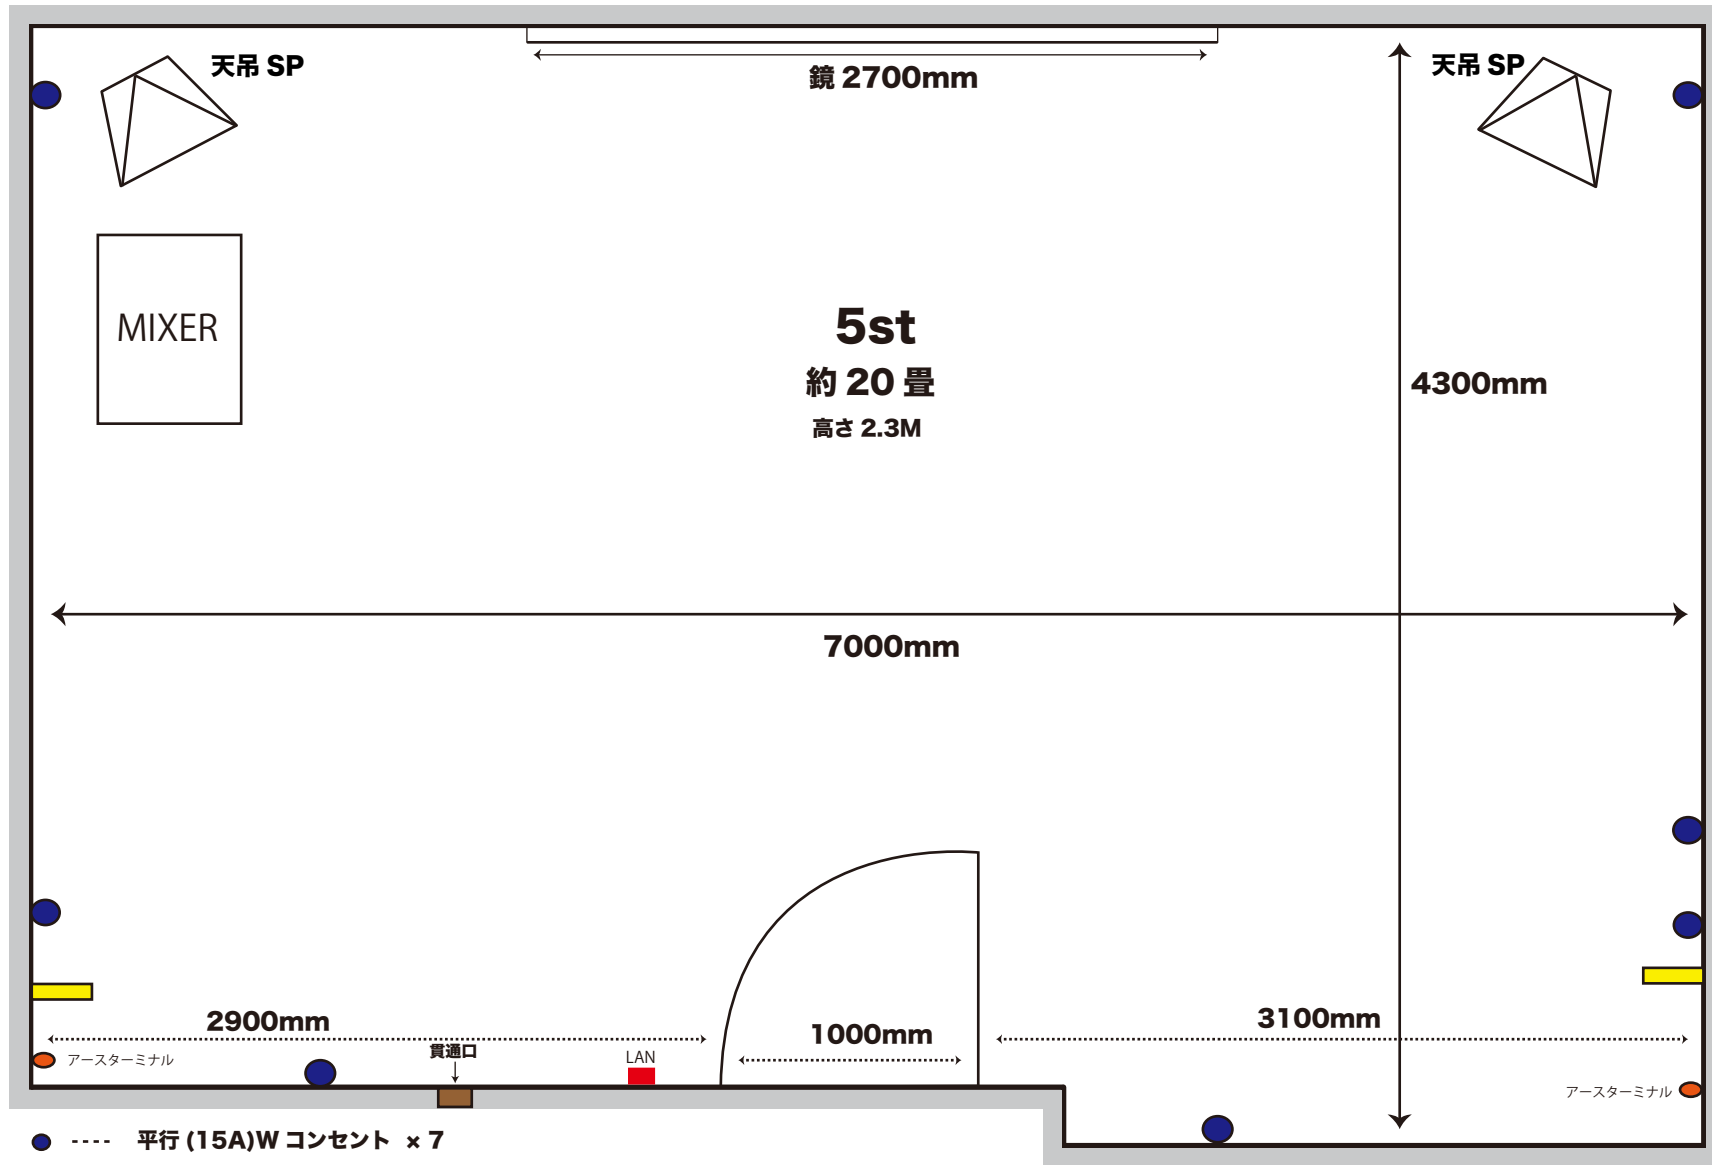 天吊 SP
天吊 SP
鏡 2700mm
MIXER
5st
約 20 畳
高さ 2.3M
4300mm
7000mm
2900mm
1000mm
3100mm
アースターミナル
貫通口
LAN
アースターミナル
---- 平行 (15A)W コンセント × 7